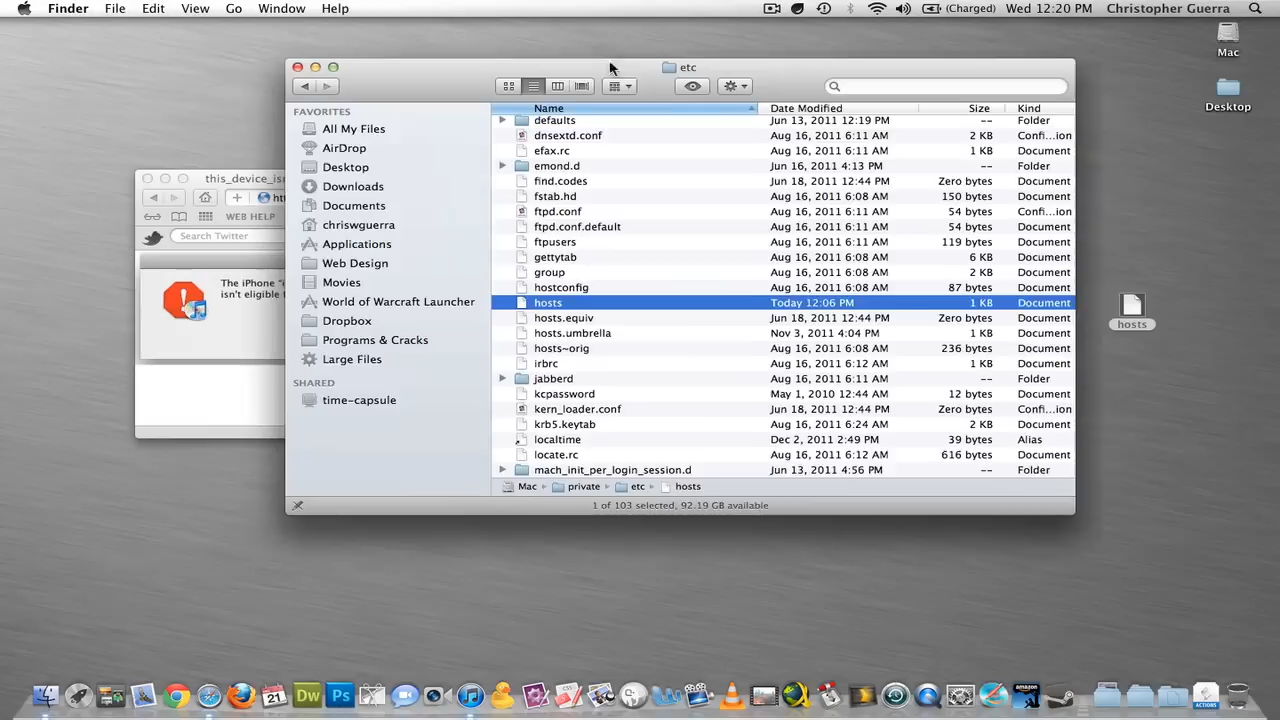 Finder File Edit View Go Window Help (Charged) Wed 12:20 PM Christopher Guerra
Mac
Desktop
hosts
this_device_is
WEB HELP
Search Twitter
The iPhone
isn't eligible
etc
FAVORITES
All My Files
AirDrop
Desktop
Downloads
Documents
chriswguerra
Applications
Web Design
Movies
World of Warcraft Launcher
Dropbox
Programs & Cracks
Large Files
SHARED
time-capsule
Name Date Modified Size Kind
defaults Jun 13, 2011 12:19 PM -- Folder
dnsextd.conf Aug 16, 2011 6:11 AM 2 KB Confi...ion
efax.rc Aug 16, 2011 6:11 AM 1 KB Document
emond.d Jun 16, 2011 4:13 PM -- Folder
find.codes Jun 18, 2011 12:44 PM Zero bytes Document
fstab.hd Aug 16, 2011 6:08 AM 150 bytes Document
ftpd.conf Aug 16, 2011 6:11 AM 54 bytes Confi...ion
ftpd.conf.default Aug 16, 2011 6:11 AM 54 bytes Document
ftpusers Aug 16, 2011 6:11 AM 119 bytes Document
gettytab Aug 16, 2011 6:08 AM 6 KB Document
group Aug 16, 2011 6:08 AM 2 KB Document
hostconfig Aug 16, 2011 6:08 AM 87 bytes Document
hosts Today 12:06 PM 1 KB Document
hosts.equiv Jun 18, 2011 12:44 PM Zero bytes Document
hosts.umbrella Nov 3, 2011 4:04 PM 1 KB Document
hosts~orig Aug 16, 2011 6:08 AM 236 bytes Document
irbrc Aug 16, 2011 6:12 AM 1 KB Document
jabberd Aug 16, 2011 6:11 AM -- Folder
kcpassword May 1, 2010 12:44 AM 12 bytes Document
kern_loader.conf Jun 18, 2011 12:44 PM Zero bytes Confi...ion
krb5.keytab Aug 16, 2011 6:24 AM 2 KB Document
localtime Dec 2, 2011 2:49 PM 39 bytes Alias
locate.rc Aug 16, 2011 6:12 AM 616 bytes Document
mach_init_per_login_session.d Jun 13, 2011 4:56 PM -- Folder
Mac private etc hosts
1 of 103 selected, 92.19 GB available
21 Dw Ps amazon ACTIONS